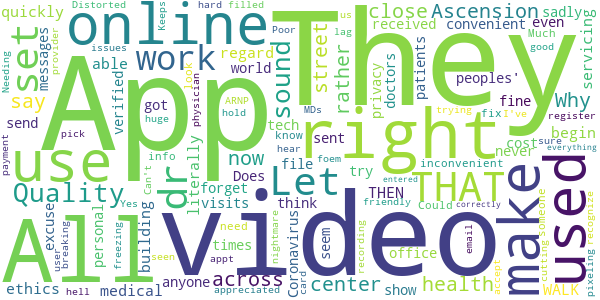 quickly
Distorted
Keeps
online
hard
filled
issues
provider
work
received
us
lag
close
Ascension
convenient
even
sadly
Much
good
Needing
say
set
messages
able
verified
regard
world
got
huge
sound
street
rather
privacy
doctors
patients
peoples'
Why
servicing
App
They
send
look
physician
ARNP
hold
Poor
MDs
tech
fine
fix
I've
trying
begin
register
payment
use
dr
literally
now
know
hear
sent
right
cost
never
sure
everything
pick
Can't
info
Does
file
foem
try
inconvenient
Quality
forget
Let
THAT
make
used
All
video
Yes
visits
think
entered
THEN
friendly
Could
someone
cutting
excuse
users
breaking
personal
building
freezing
times
need
seem
Coronavirus
nightmare
recording
office
email
correctly
accept
WALK
recognize
pixeling
ethics
hell
medical
seen
anyone
appt
across
appreciated
card
center
show
health